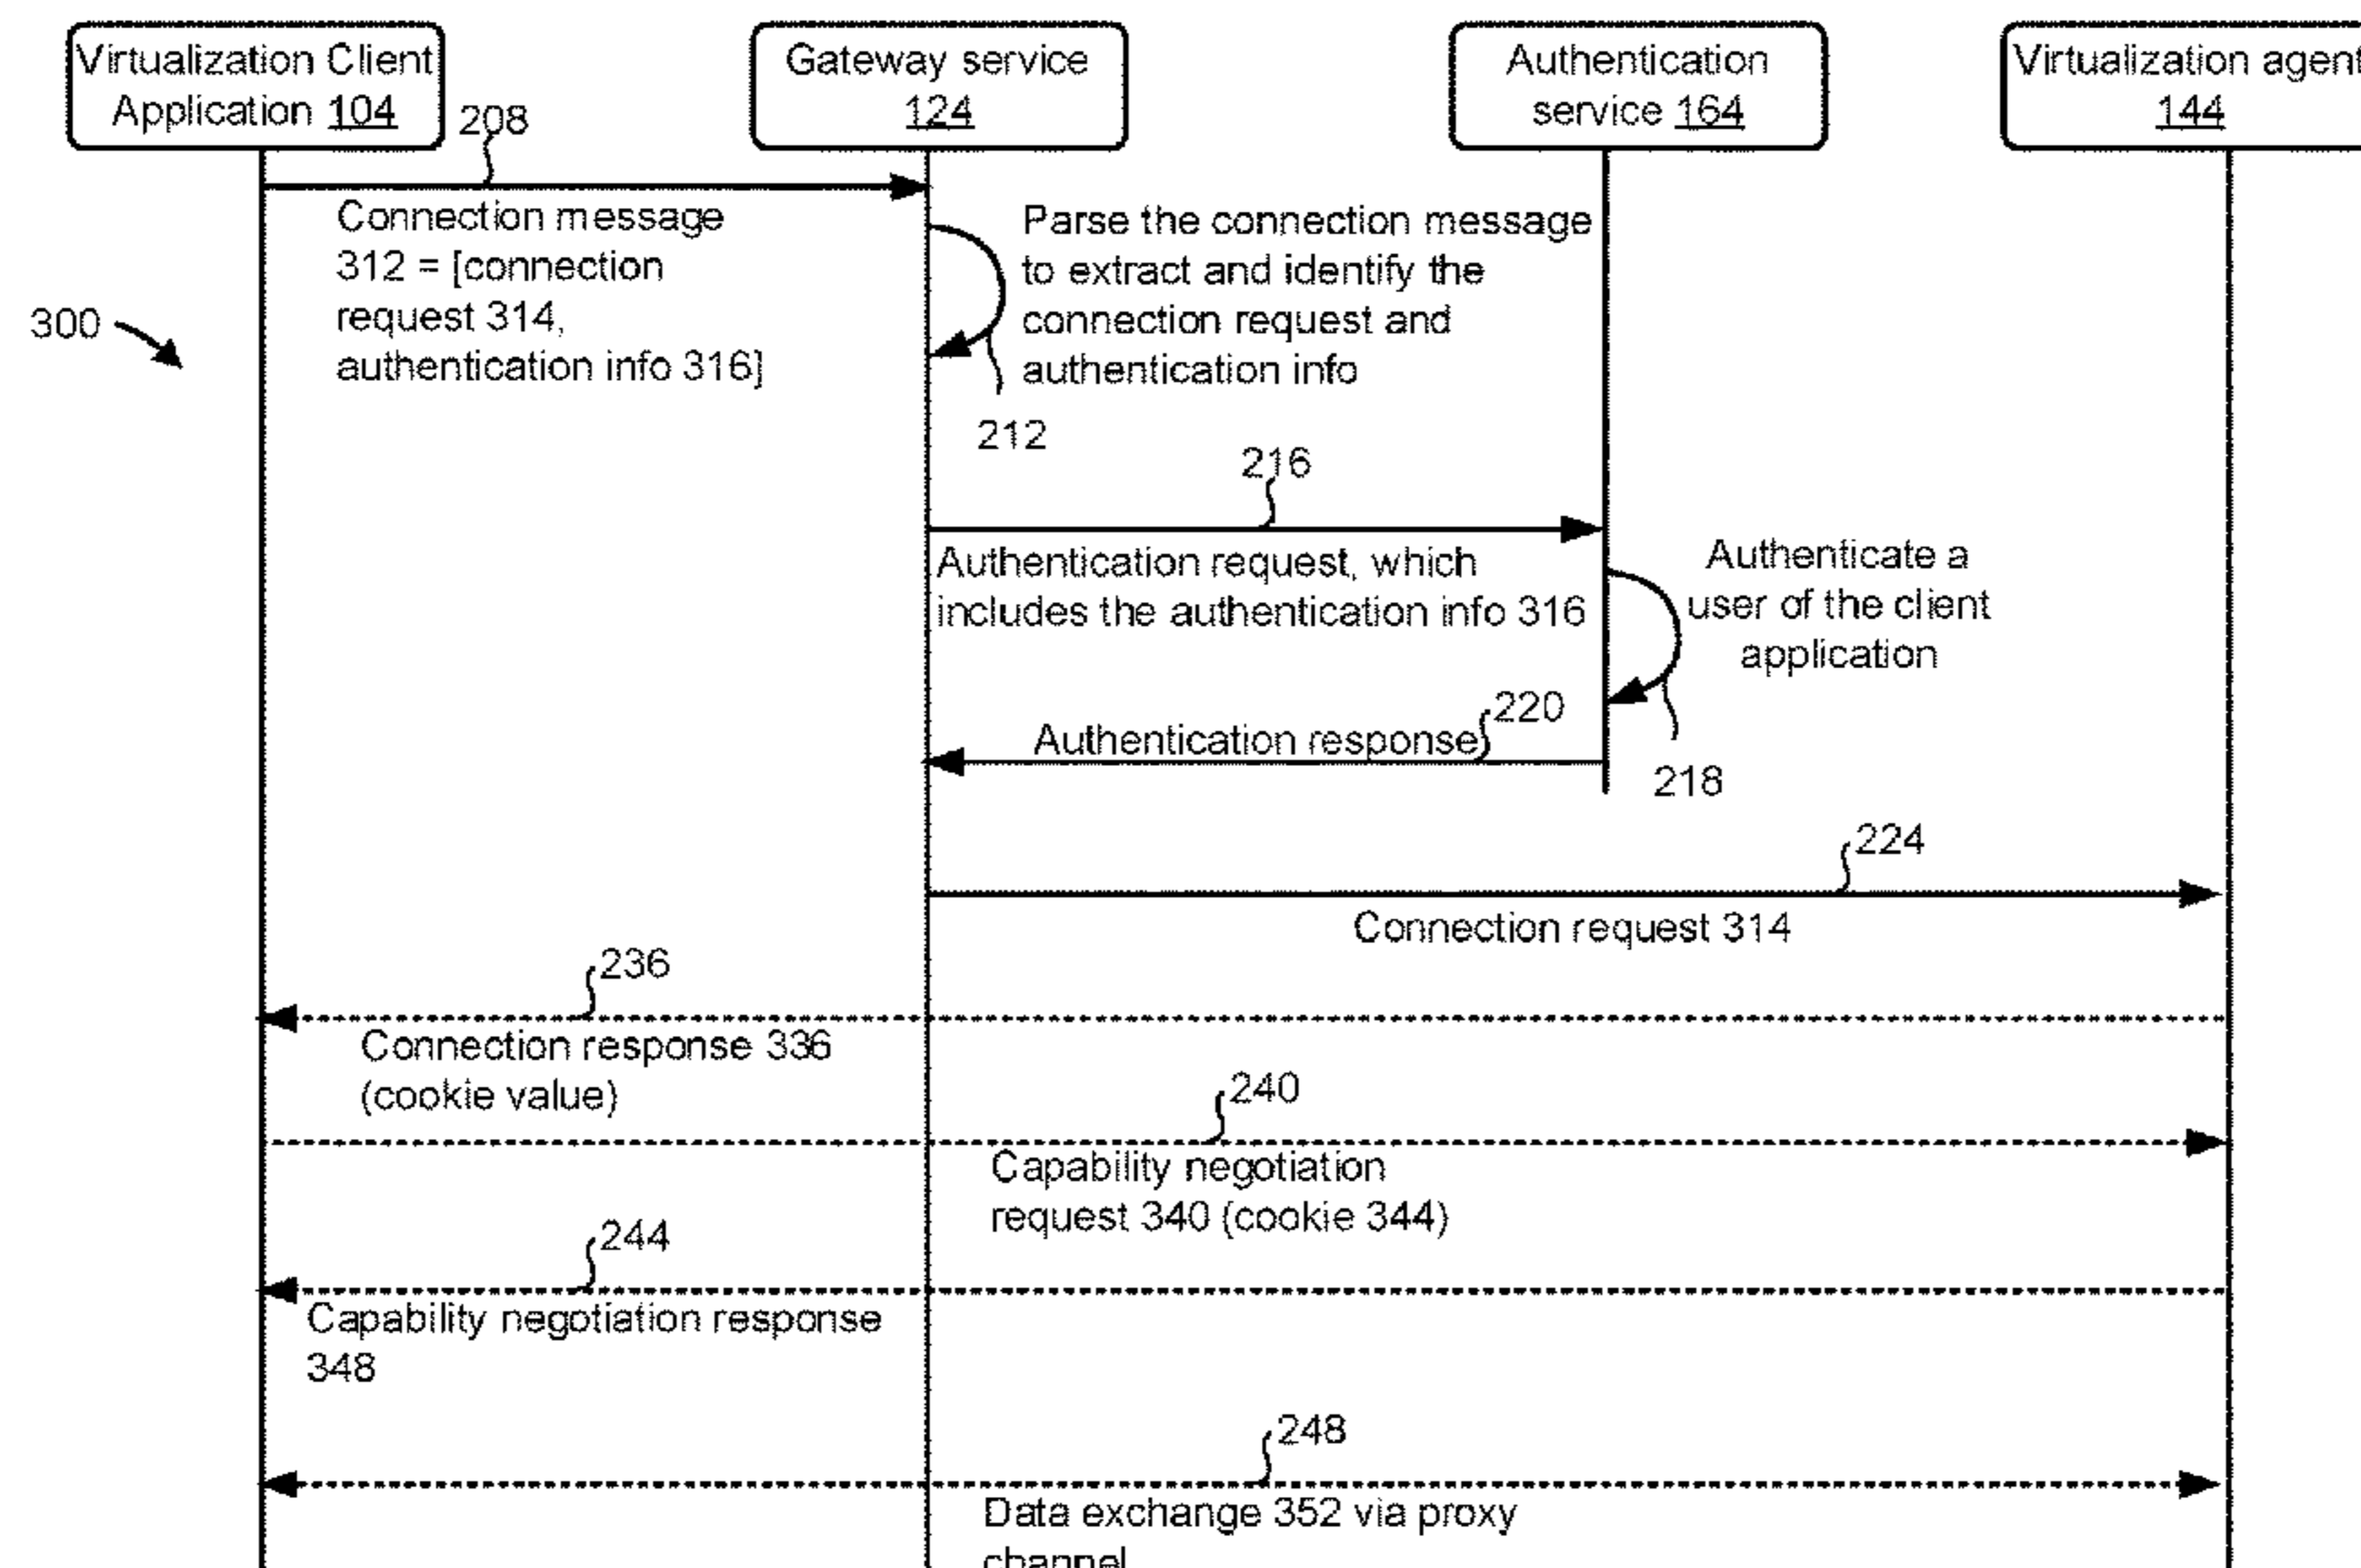 Virtualization Client
Application 104
Gateway service
124
Authentication
service 164
Virtualization agent
144
208
Connection message
312 = [connection
request 314,
authentication info 316]
300
Parse the connection message
to extract and identify the
connection request and
authentication info
212
216
Authentication request, which
includes the authentication info 316
Authenticate a
user of the client
application
220
Authentication response
218
224
Connection request 314
236
Connection response 336
(cookie value)
240
Capability negotiation
request 340 (cookie 344)
244
Capability negotiation response
348
248
Data exchange 352 via proxy
channel